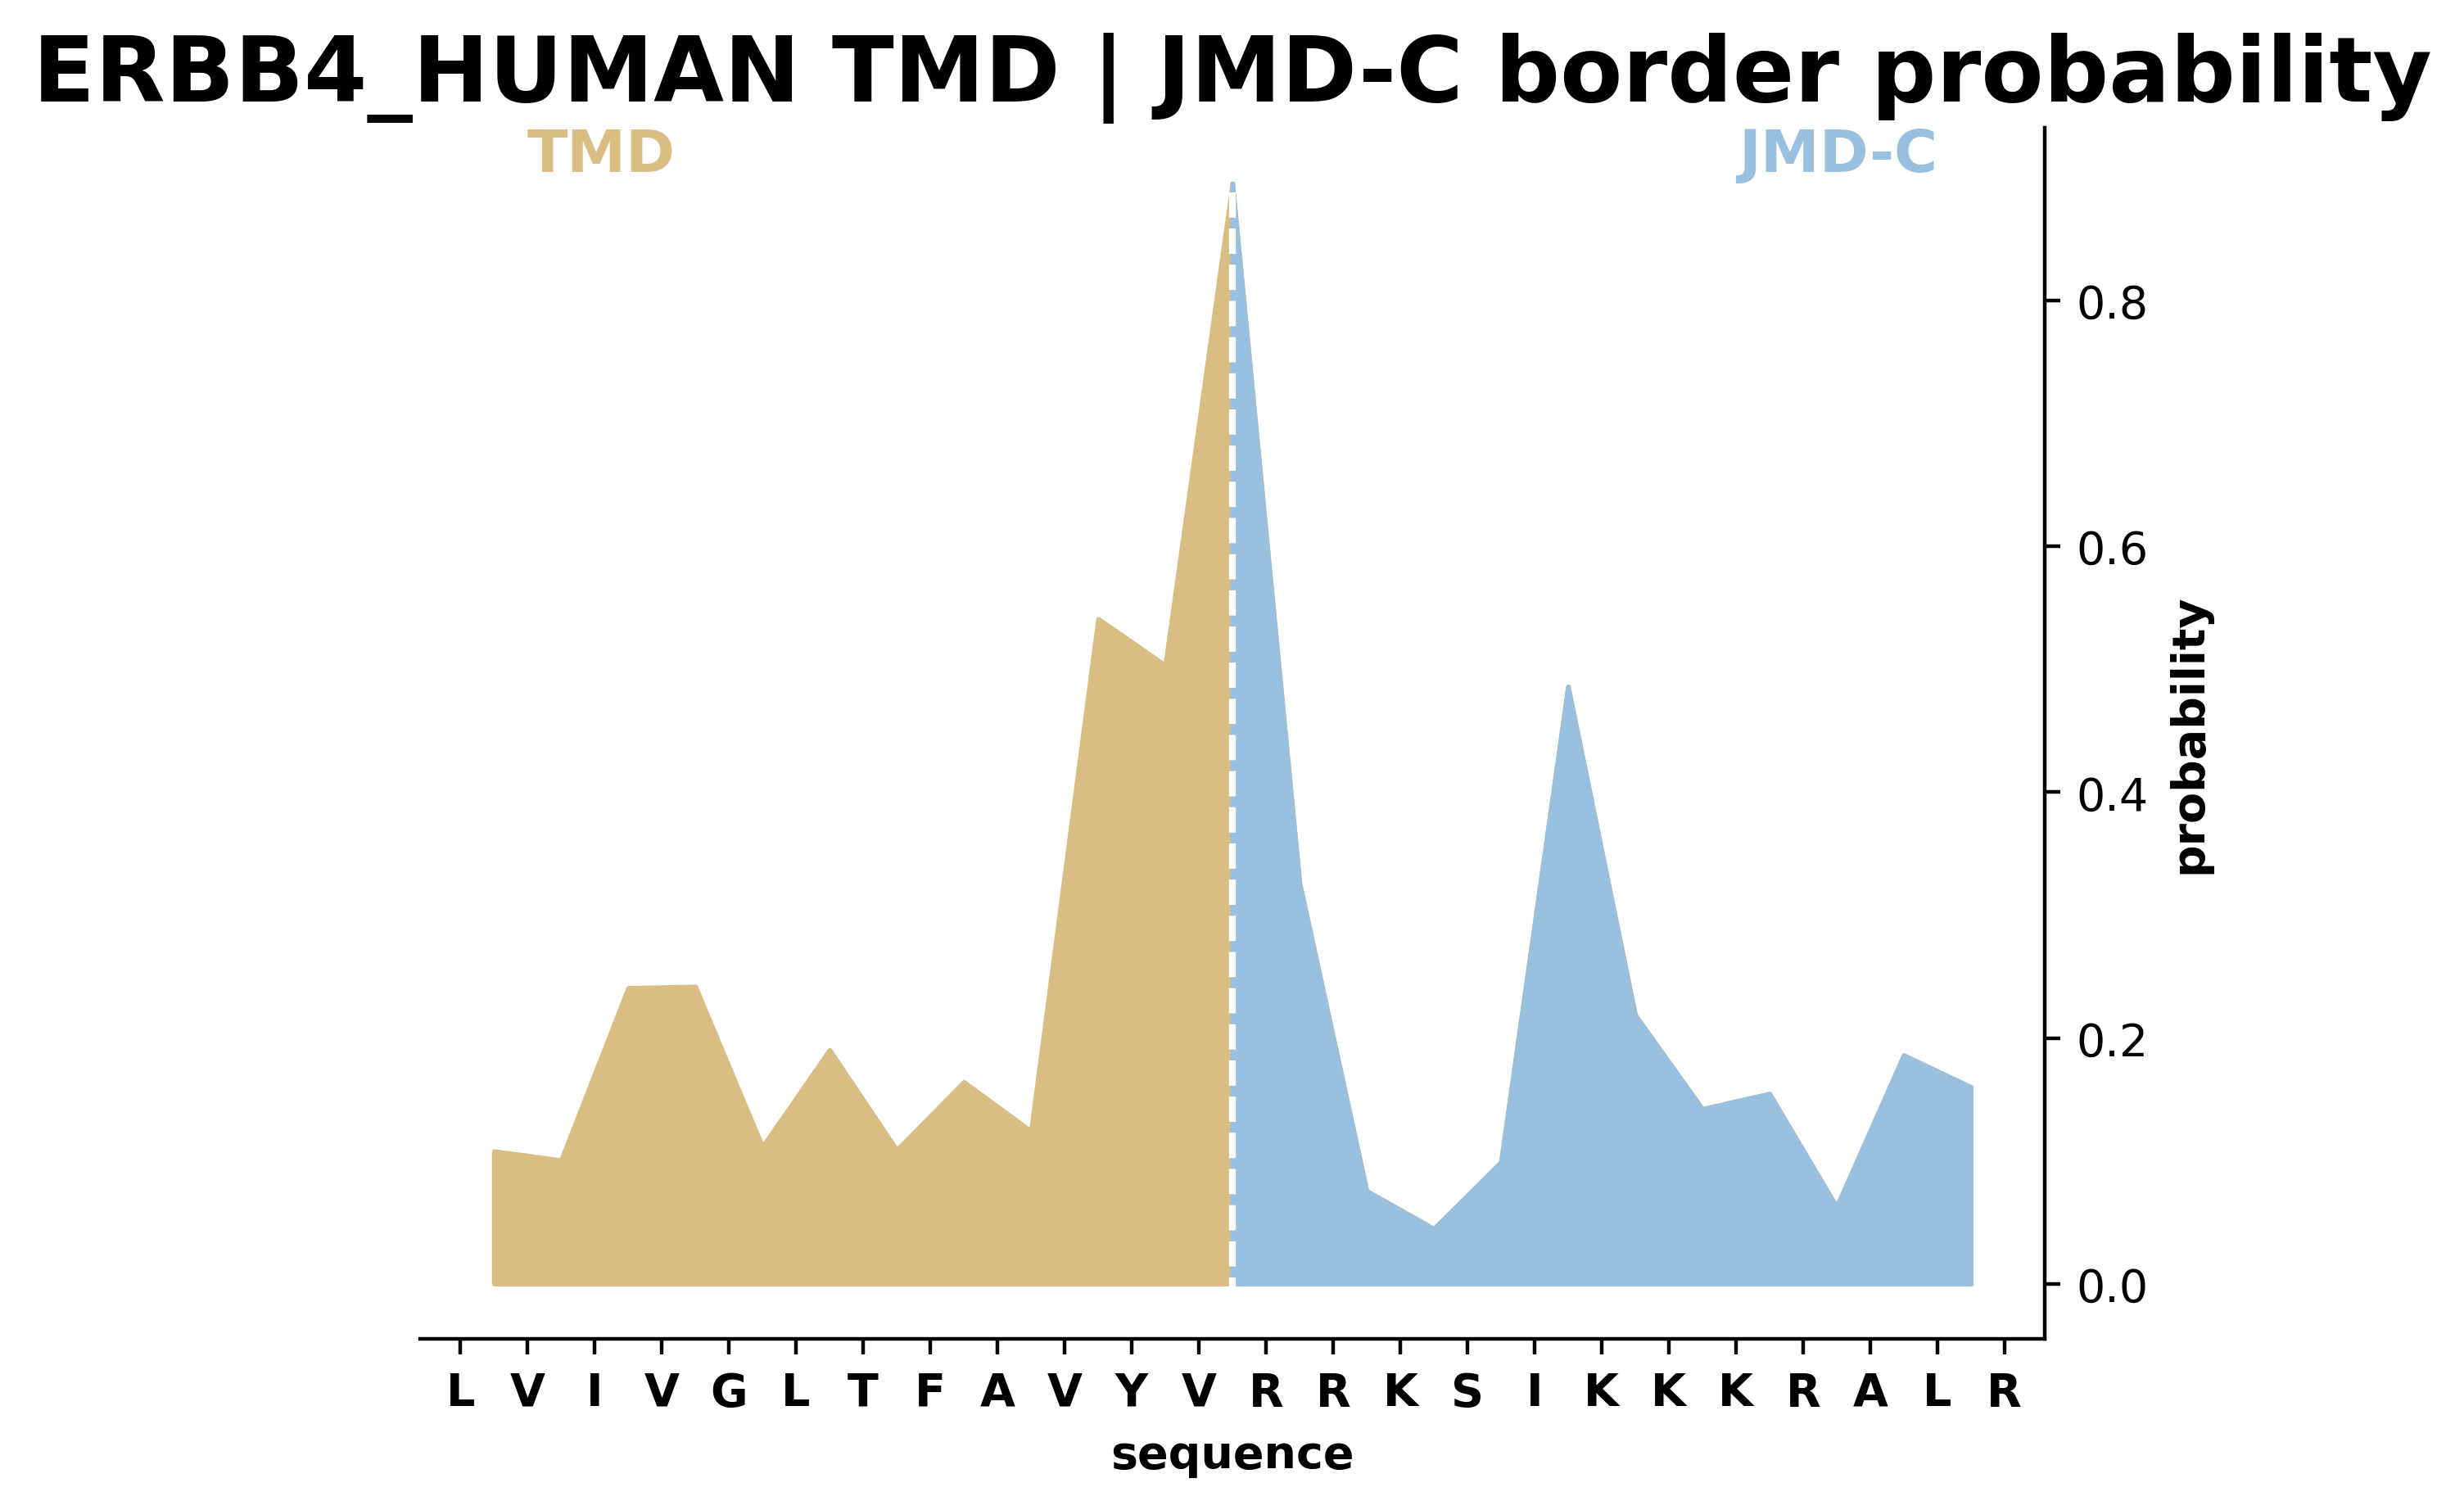 ERBB4_HUMAN TMD | JMD-C border probability
TMD JMD-C
0.8
0.6
0.4
0.2
0.0
probability
L V I V G L T F A V Y V R R K S I K K K R A L R
sequence